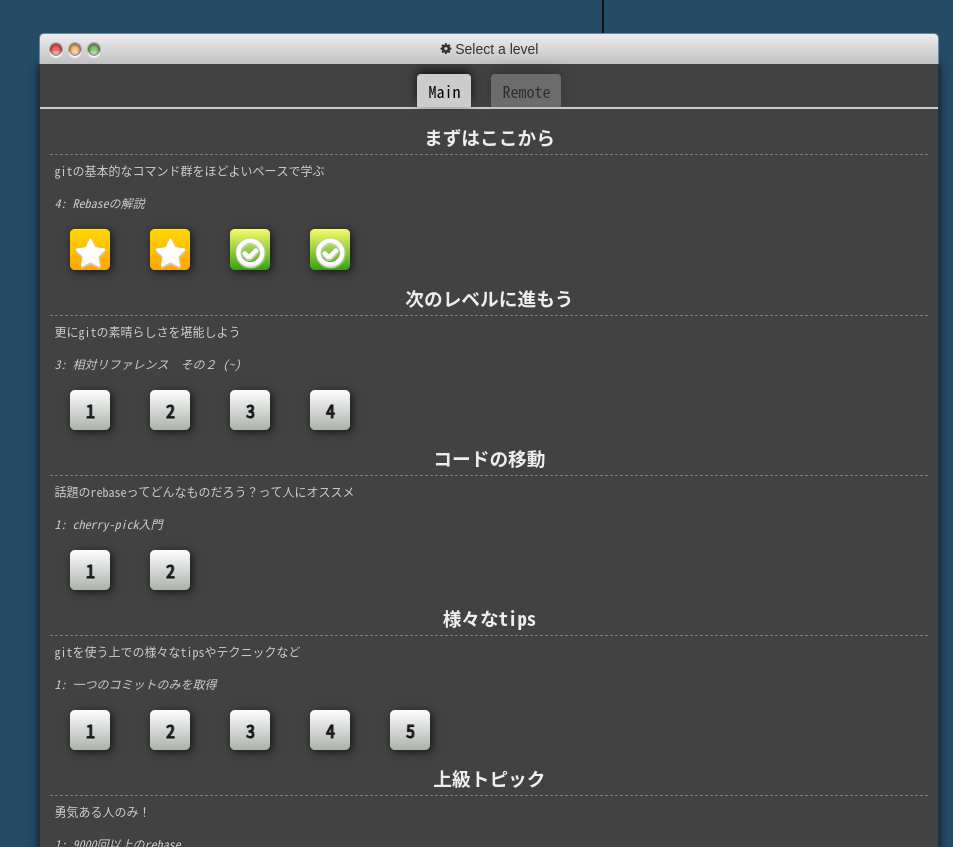 Select a level
Main Remote
まずはここから
gitの基本的なコマンド群をほどよいペースで学ぶ
4: Rebaseの解説
次のレベルに進もう
更にgitの素晴らしさを堪能しよう
3: 相対リファレンス　その２ (~)
1 2 3 4
コードの移動
話題のrebaseってどんなものだろう？って人にオススメ
1: cherry-pick入門
1 2
様々なtips
gitを使う上での様々なtipsやテクニックなど
1: 一つのコミットのみを取得
1 2 3 4 5
上級トピック
勇気ある人のみ！
1: 9000回以上のrebase